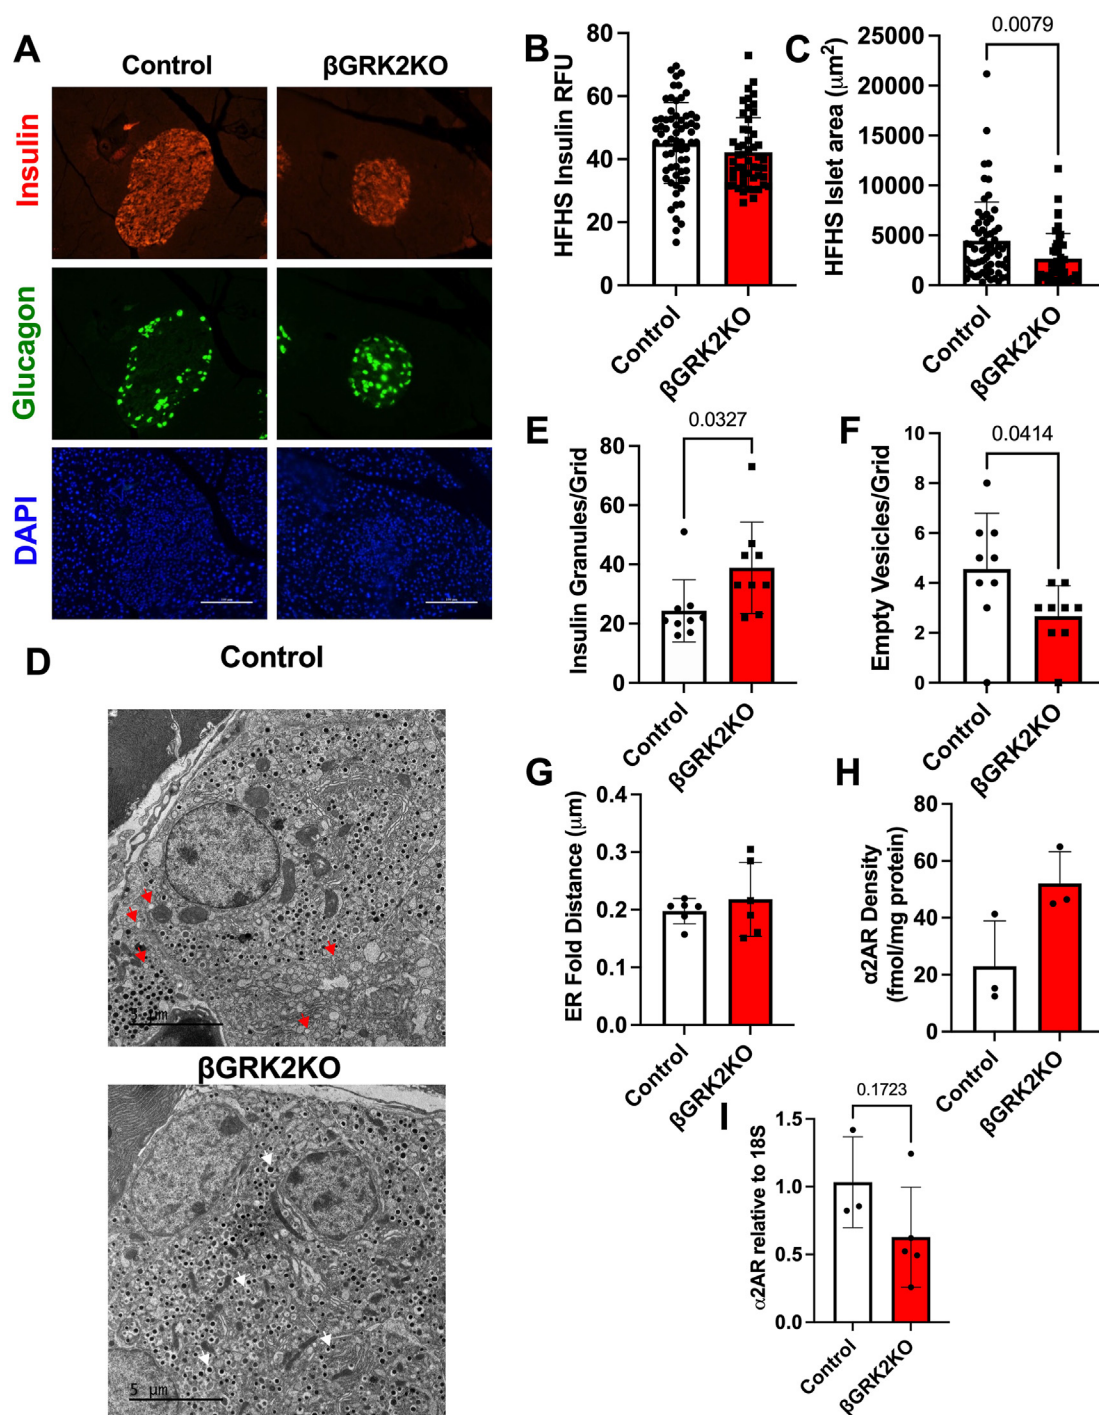 A
Control
βGRK2KO
Insulin
Glucagon
DAPI
B
HFHS Insulin RFU
80
60
40
20
0
Control
βGRK2KO
C
0.0079
HFHS Islet area (μm²)
25000
20000
15000
10000
5000
0
Control
βGRK2KO
D
Control
βGRK2KO
5 μm
E
0.0327
Insulin Granules/Grid
80
60
40
20
0
Control
βGRK2KO
F
0.0414
Empty Vesicles/Grid
10
8
6
4
2
0
Control
βGRK2KO
G
ER Fold Distance (μm)
0.4
0.3
0.2
0.1
0.0
Control
βGRK2KO
H
α2AR Density
(fmol/mg protein)
80
60
40
20
0
Control
βGRK2KO
I
0.1723
α2AR relative to 18S
1.5
1.0
0.5
0.0
Control
βGRK2KO